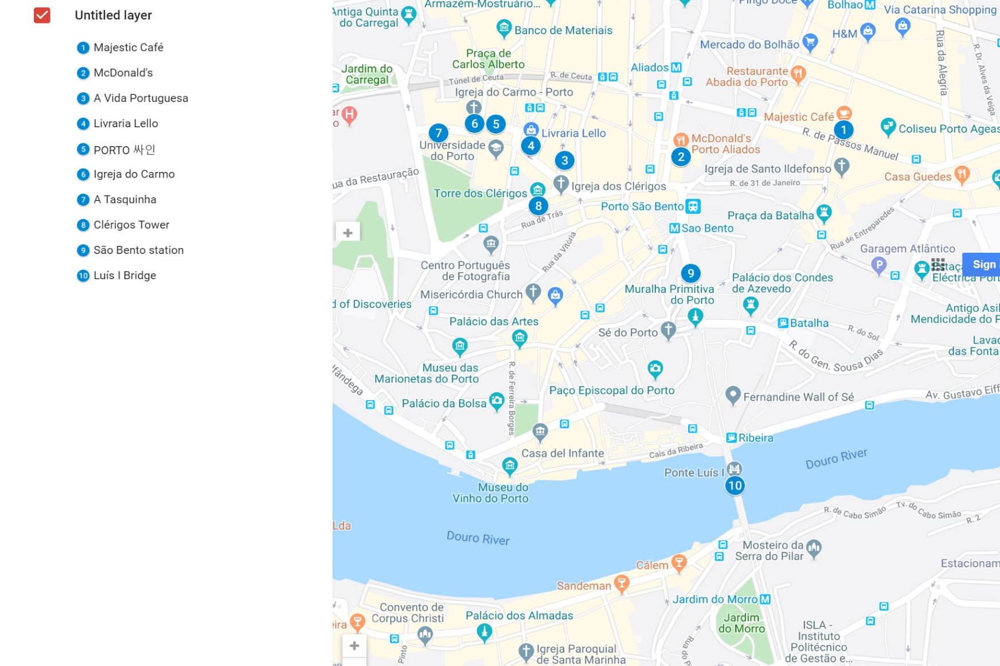 Untitled layer
1 Majestic Café
2 McDonald's
3 A Vida Portuguesa
4 Livraria Lello
5 PORTO 싸인
6 Igreja do Carmo
7 A Tasquinha
8 Clérigos Tower
9 São Bento station
10 Luís I Bridge
Armazém-Mostruário...
Pingo Doce
Bolhao M
Via Catarina Shopping
Antiga Quinta
do Carregal
Banco de Materiais
H&M
Mercado do Bolhão
Rua da Alegria
R. Dr. Alves da Veiga
Praça de
Carlos Alberto
Jardim do
Carregal
Túnel de Ceuta
R. de Ceuta
Aliados M
Restaurante
Abadia do Porto
Igreja do Carmo - Porto
H
Majestic Café
1
Coliseu Porto Ageas
R. de Passos Manuel
6
5
7
Livraria Lello
4
Universidade
do Porto
McDonald's
Porto Aliados
2
3
Igreja de Santo Ildefonso
Casa Guedes
ua da Restauração
Igreja dos Clérigos
R. de 31 de Janeiro
Torre dos Clérigos
8
Porto São Bento
Rua de Trás
Praça da Batalha
M Sao Bento
Rua de Entreparedes
Rua da Vitória
Garagem Atlântico
P
Sign
Centro Português
de Fotografia
9
Eléctrica Port
Palácio dos Condes
de Azevedo
Muralha Primitiva
do Porto
Misericórdia Church
d of Discoveries
Antigo Asil
Mendicidade do P
Palácio das Artes
Batalha
Sé do Porto
R. do Sol
Lavad
das Fonta
R. do Gen. Sousa Dias
Museu das
Marionetas do Porto
R. de Ferreira Borges
lfândega
Paço Episcopal do Porto
Fernandine Wall of Sé
Av. Gustavo Eiff
Palácio da Bolsa
Ribeira
Casa del Infante
Cais da Ribeira
Douro River
Ponte Luís I
10
Museu do
Vinho do Porto
R. de Cabo Simão
Tv. do Cabo Simão
R. 2
Lda
Douro River
Mosteiro da
Serra do Pilar
Estacionam
Cálem
Sandeman
Jardim do Morro M
Convento de
Corpus Christi
Palácio dos Almadas
eira
Jardim
do Morro
ISLA -
Instituto
Politécnico
de Gestão e...
Pinto
Rua do P
Igreja Paroquial
de Santa Marinha